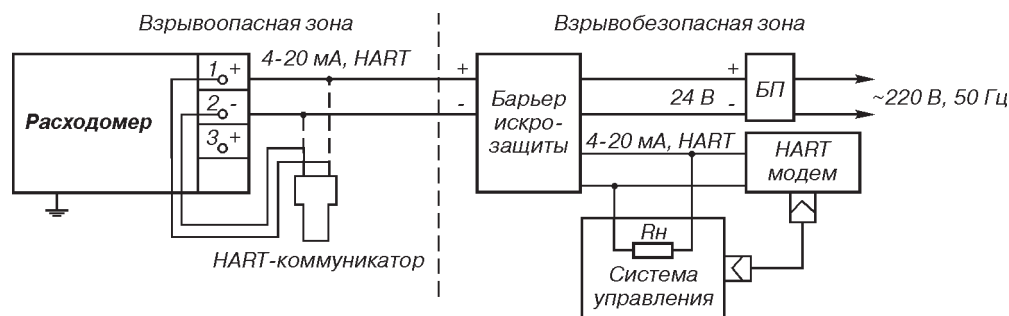 Взрывоопасная зона
Взрывобезопасная зона
4-20 мА, HART
1 +
2 -
3 +
Расходомер
HART-коммуникатор
+
-
Барьер
искро-
защиты
+
24 В
-
БП
~220 В, 50 Гц
4-20 мА, HART
HART
модем
Rн
Система
управления